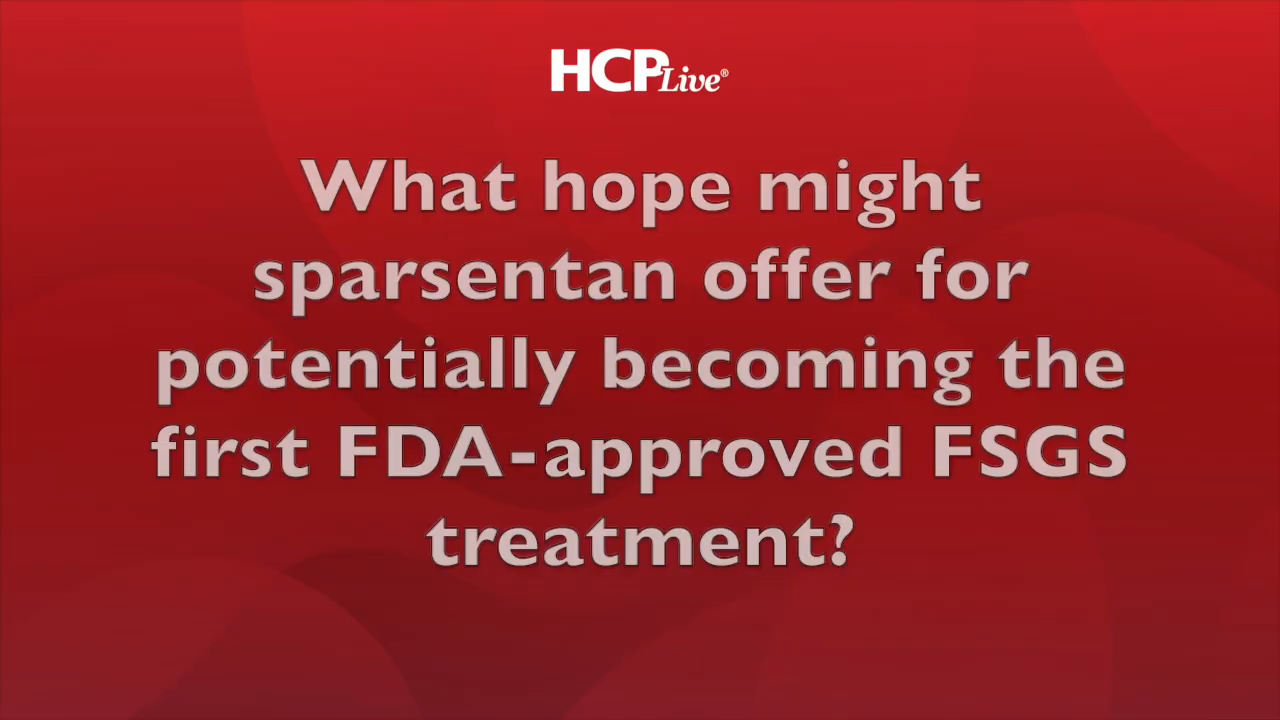 HCPLive®
What hope might
sparsentan offer for
potentially becoming the
first FDA-approved FSGS
treatment?